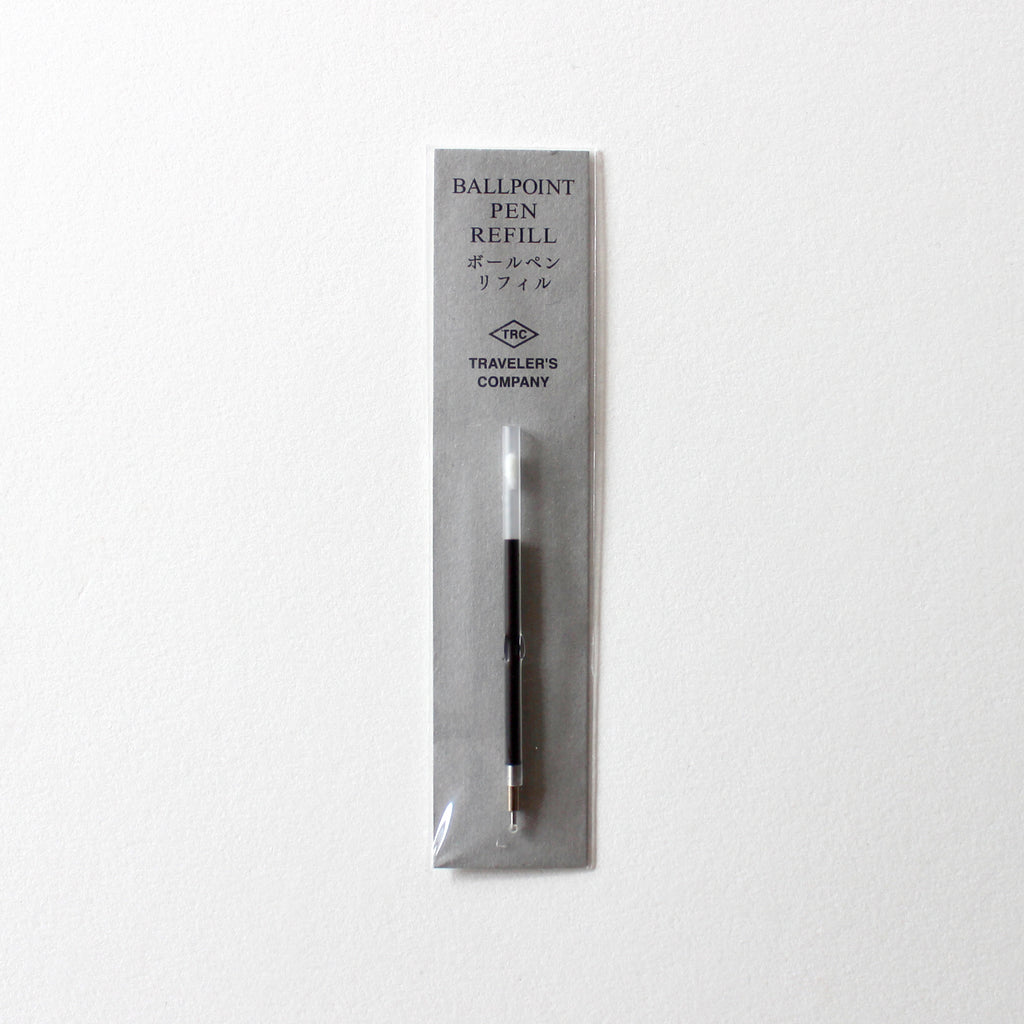 BALLPOINT
PEN
REFILL
ボールペン
リフィル
TRC
TRAVELER'S
COMPANY